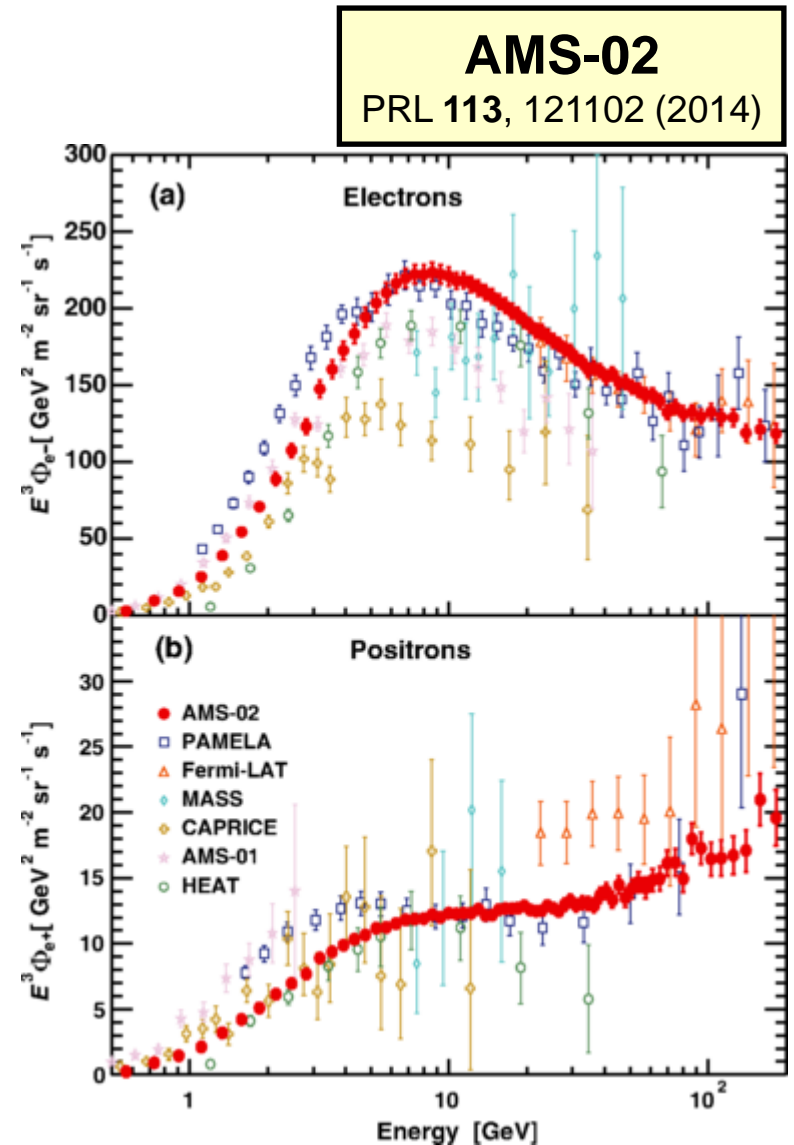 AMS-02
PRL 113, 121102 (2014)
300
(a)
Electrons
250
200
150
100
50
0
E³Φe−[ GeV² m⁻² sr⁻¹ s⁻¹]
(b)
Positrons
30
25
20
15
10
5
0
AMS-02
PAMELA
Fermi-LAT
MASS
CAPRICE
AMS-01
HEAT
E³Φe+[ GeV² m⁻² sr⁻¹ s⁻¹]
1
10
10²
Energy [GeV]